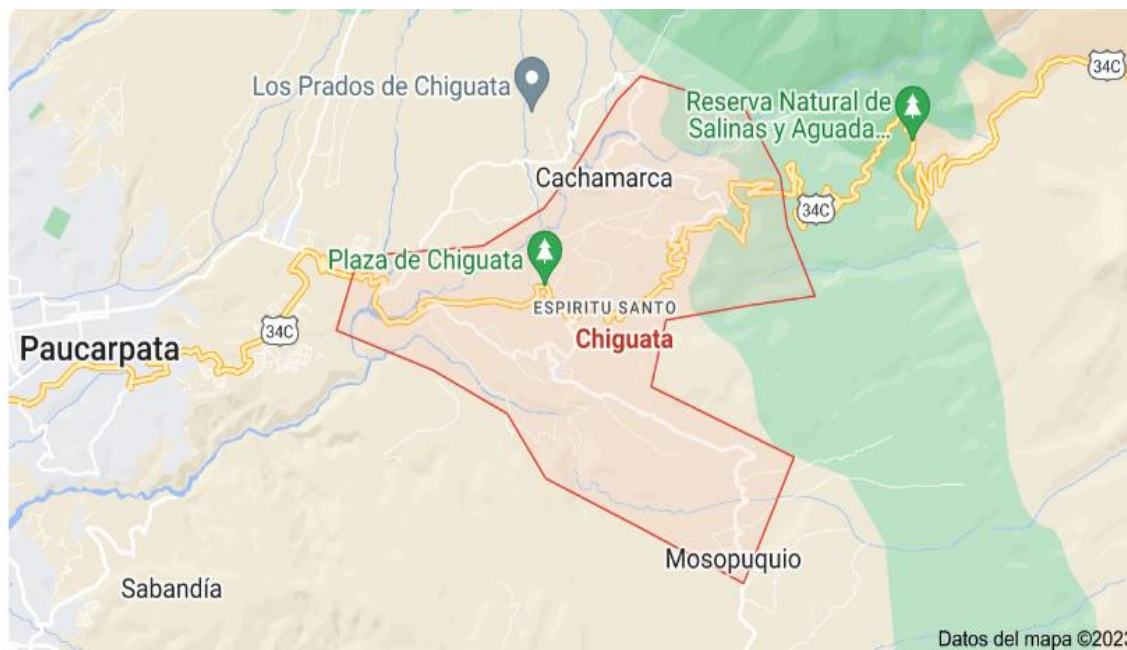 34C
Los Prados de Chiguata
Reserva Natural de
Salinas y Aguada...
Cachamarca
34C
Plaza de Chiguata
ESPIRITU SANTO
34C
Chiguata
Paucarpata
Mosopuquio
Sabandía
Datos del mapa ©2023